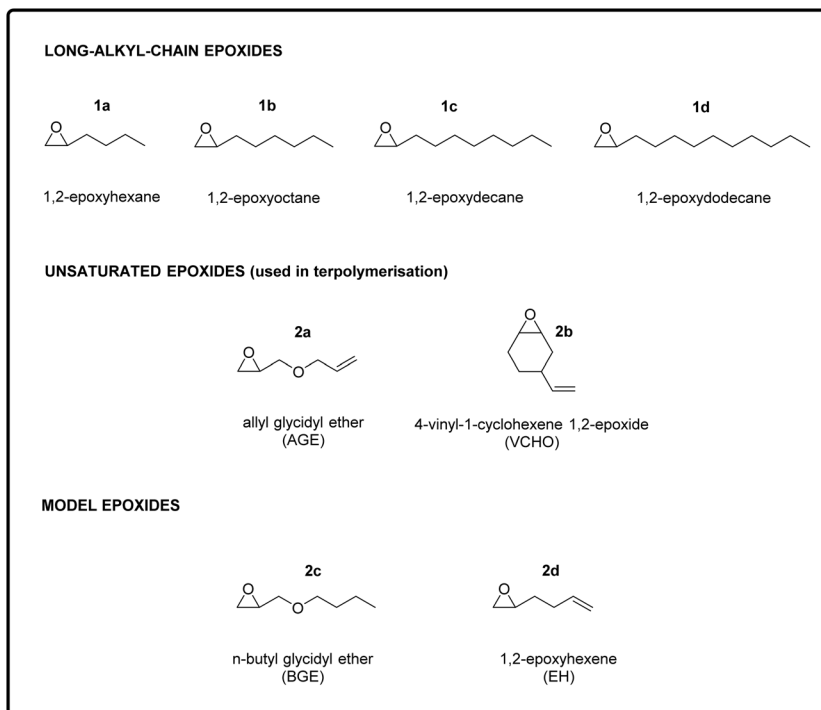 LONG-ALKYL-CHAIN EPOXIDES
1a 1b 1c 1d
O O O O
1,2-epoxyhexane 1,2-epoxyoctane 1,2-epoxydecane 1,2-epoxydodecane
UNSATURATED EPOXIDES (used in terpolymerisation)
2a 2b
O O
O
allyl glycidyl ether 4-vinyl-1-cyclohexene 1,2-epoxide
(AGE) (VCHO)
MODEL EPOXIDES
2c 2d
O O
O
n-butyl glycidyl ether 1,2-epoxyhexene
(BGE) (EH)